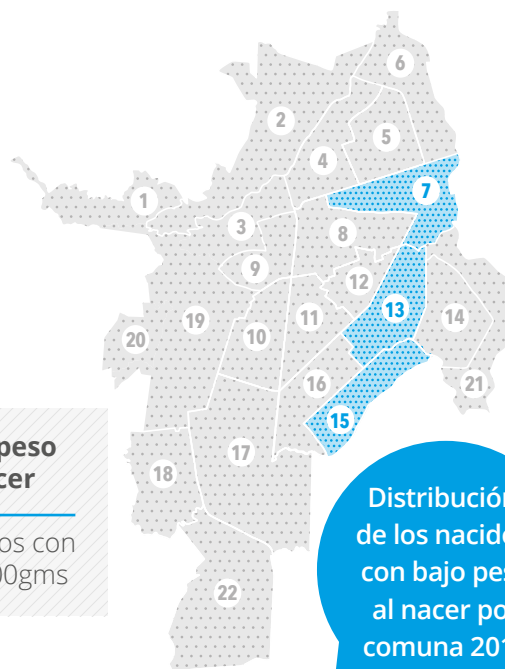 6
2
5
4
7
1
3
8
9
12
13
19
11
14
20
10
16
21
15
17
18
22
peso
cer
os con
00gms
Distribución
de los nacido
con bajo pes
al nacer po
comuna 201